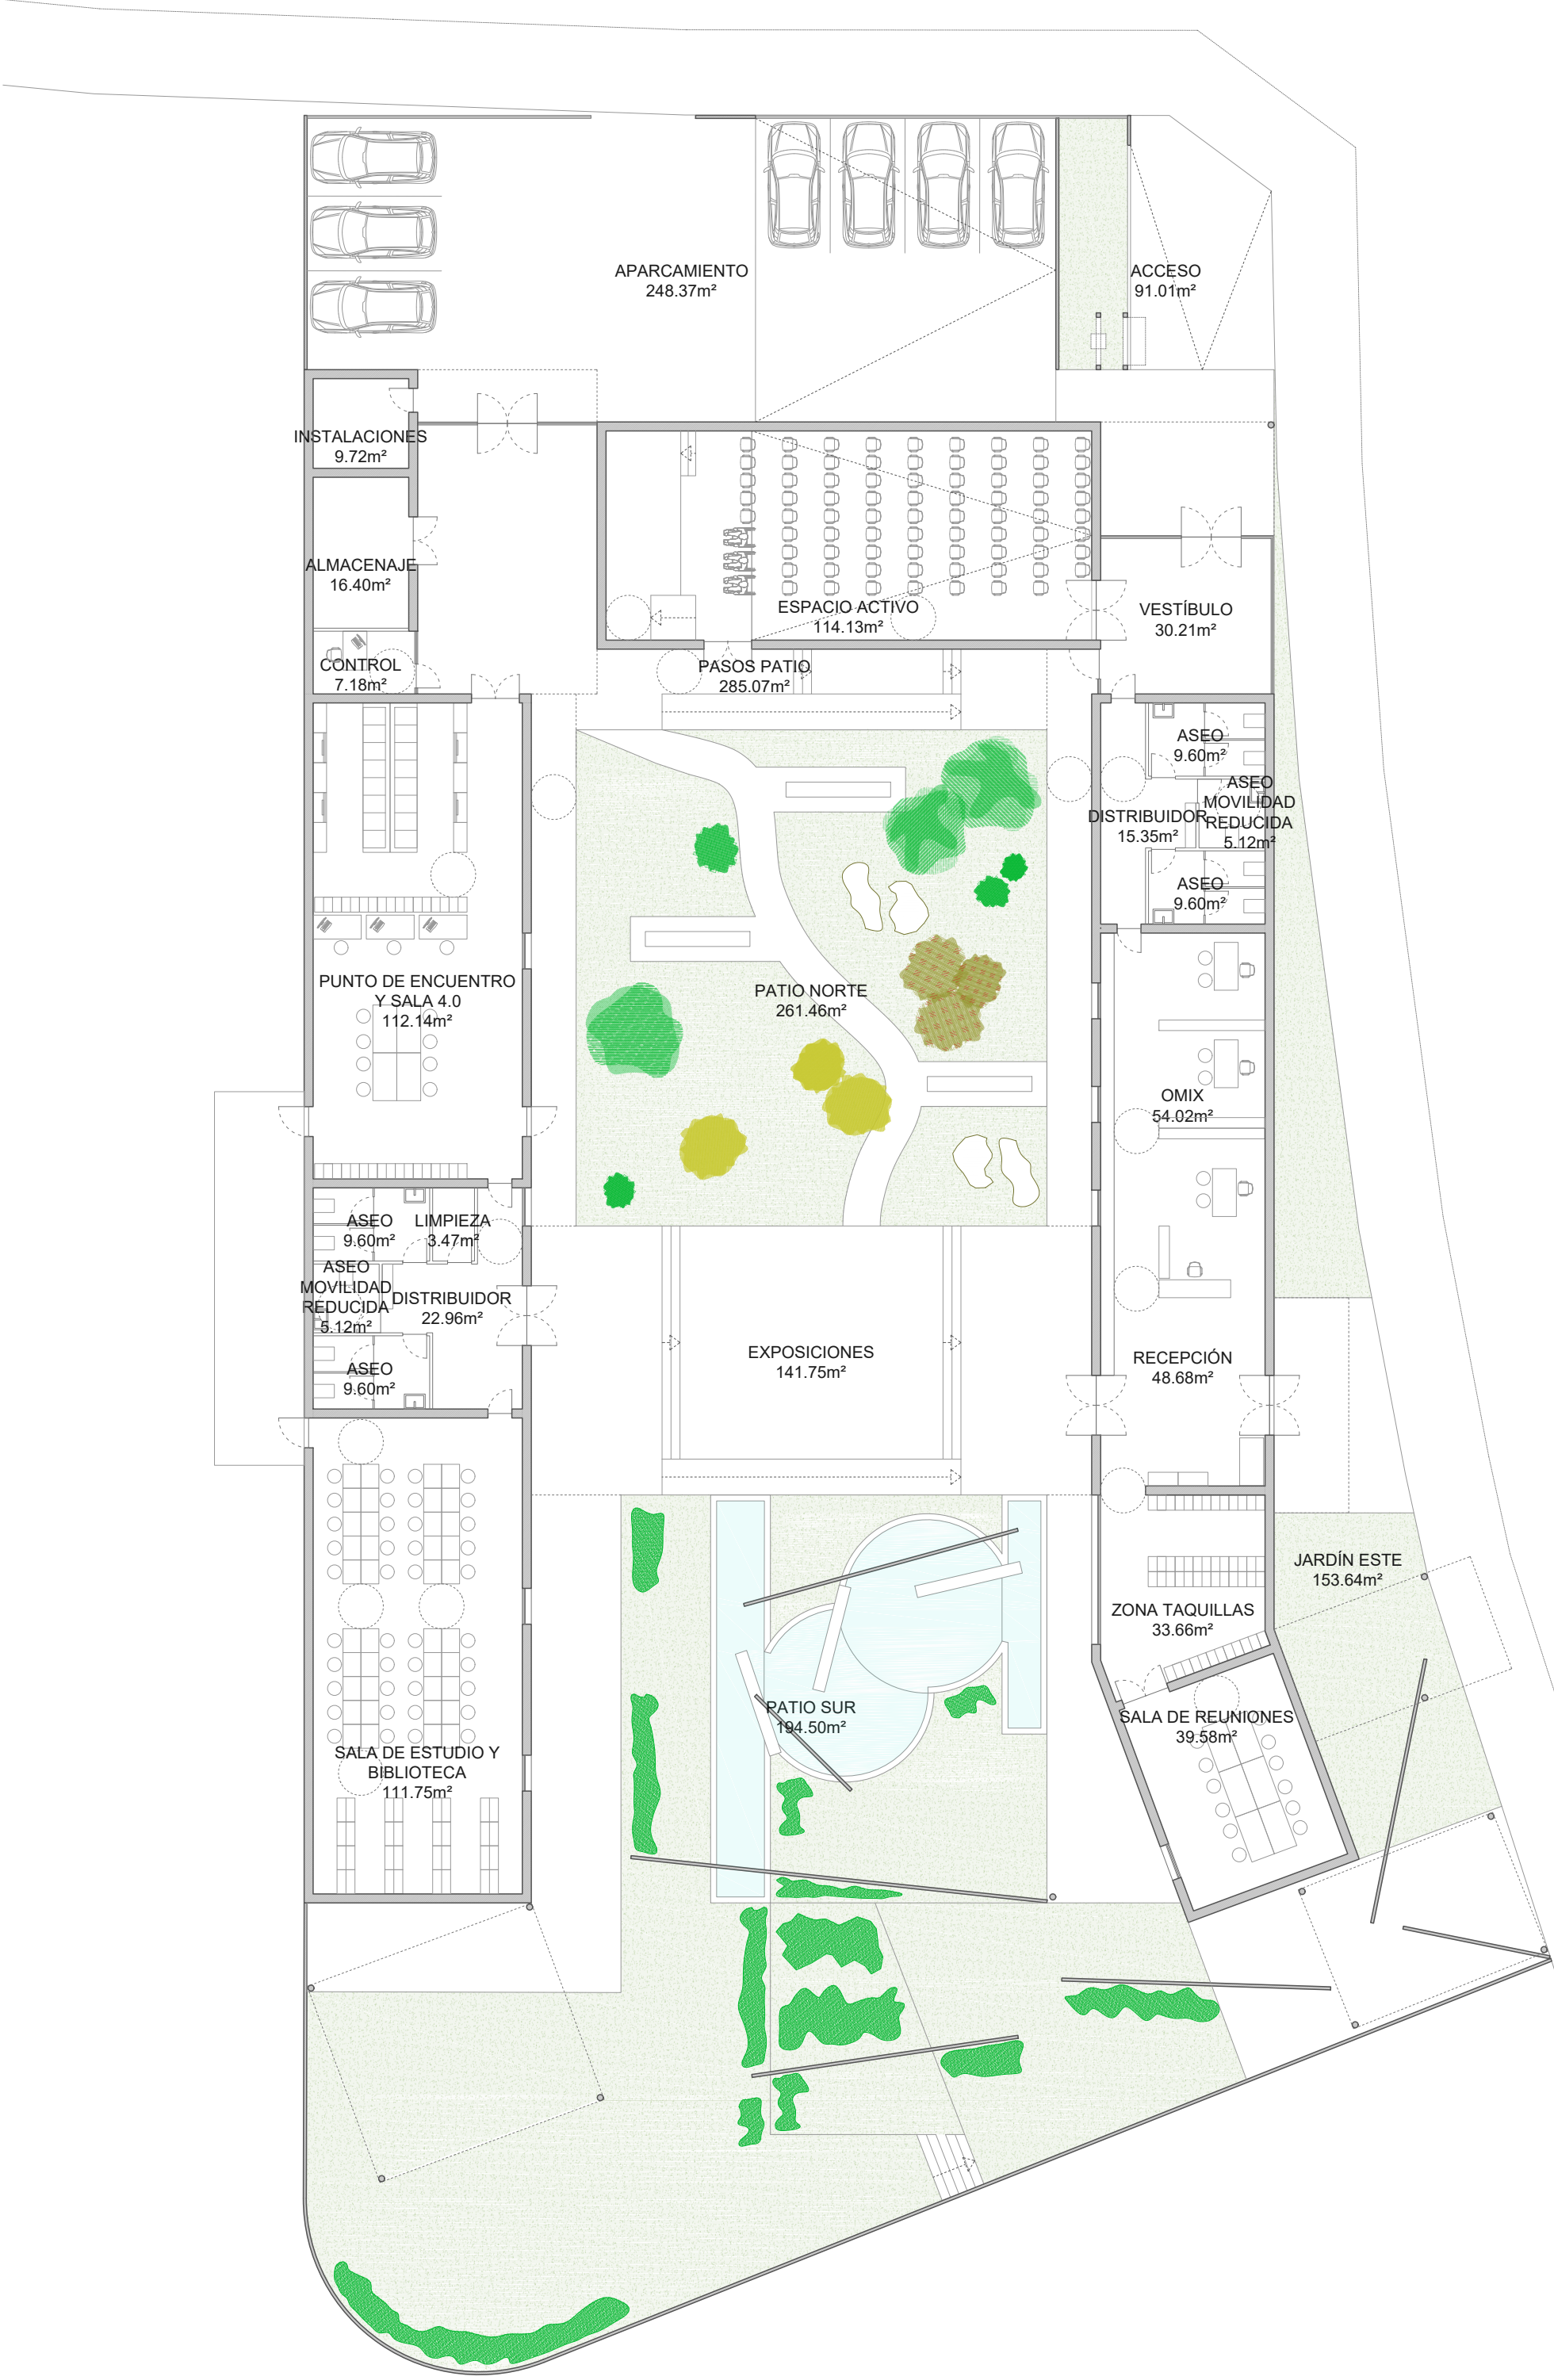 APARCAMIENTO
248.37m²
ACCESO
91.01m²
INSTALACIONES
9.72m²
ALMACENAJE
16.40m²
CONTROL
7.18m²
ESPACIO ACTIVO
114.13m²
VESTÍBULO
30.21m²
PASOS PATIO
285.07m²
ASEO
9.60m²
ASEO
MOVILIDAD
REDUCIDA
5.12m²
DISTRIBUIDOR
15.35m²
ASEO
9.60m²
PUNTO DE ENCUENTRO
Y SALA 4.0
112.14m²
PATIO NORTE
261.46m²
OMIX
54.02m²
ASEO
9.60m²
LIMPIEZA
3.47m²
ASEO
MOVILIDAD
REDUCIDA
5.12m²
DISTRIBUIDOR
22.96m²
ASEO
9.60m²
EXPOSICIONES
141.75m²
RECEPCIÓN
48.68m²
JARDÍN ESTE
153.64m²
ZONA TAQUILLAS
33.66m²
PATIO SUR
194.50m²
SALA DE REUNIONES
39.58m²
SALA DE ESTUDIO Y
BIBLIOTECA
111.75m²